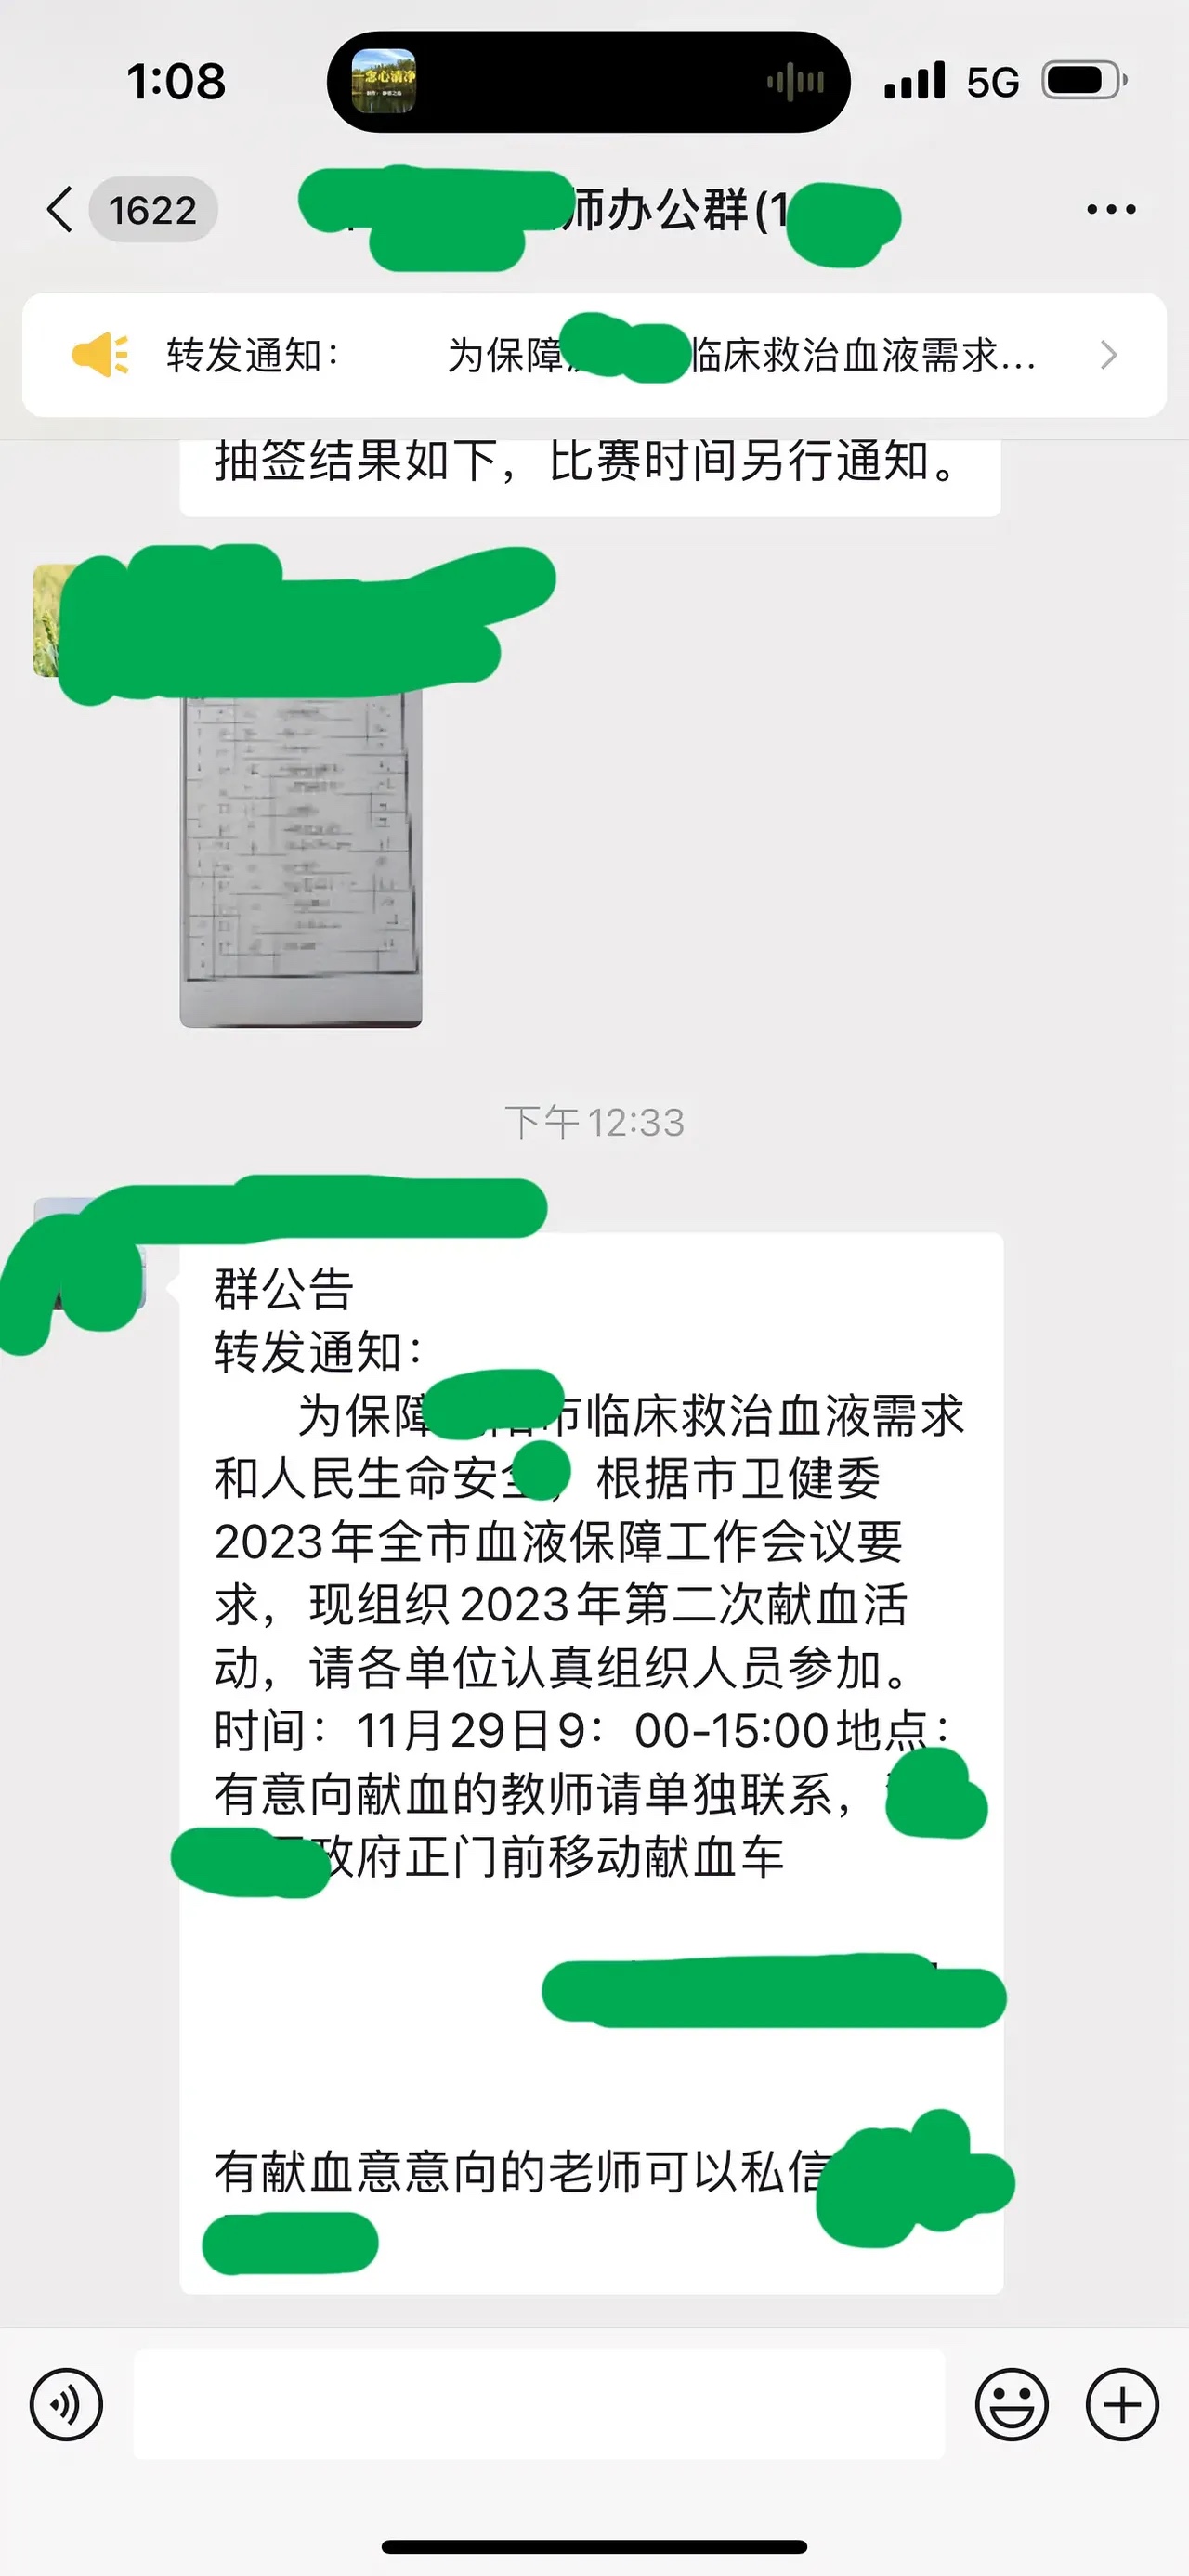 1:08
一念心清净
5G
1622
师办公群(1
转发通知： 为保障 临床救治血液需求...
抽签结果如下，比赛时间另行通知。
下午12:33
群公告
转发通知：
为保障 市临床救治血液需求
和人民生命安全，根据市卫健委
2023年全市血液保障工作会议要
求，现组织2023年第二次献血活
动，请各单位认真组织人员参加。
时间：11月29日9：00-15:00地点：
有意向献血的教师请单独联系，
政府正门前移动献血车
有献血意意向的老师可以私信